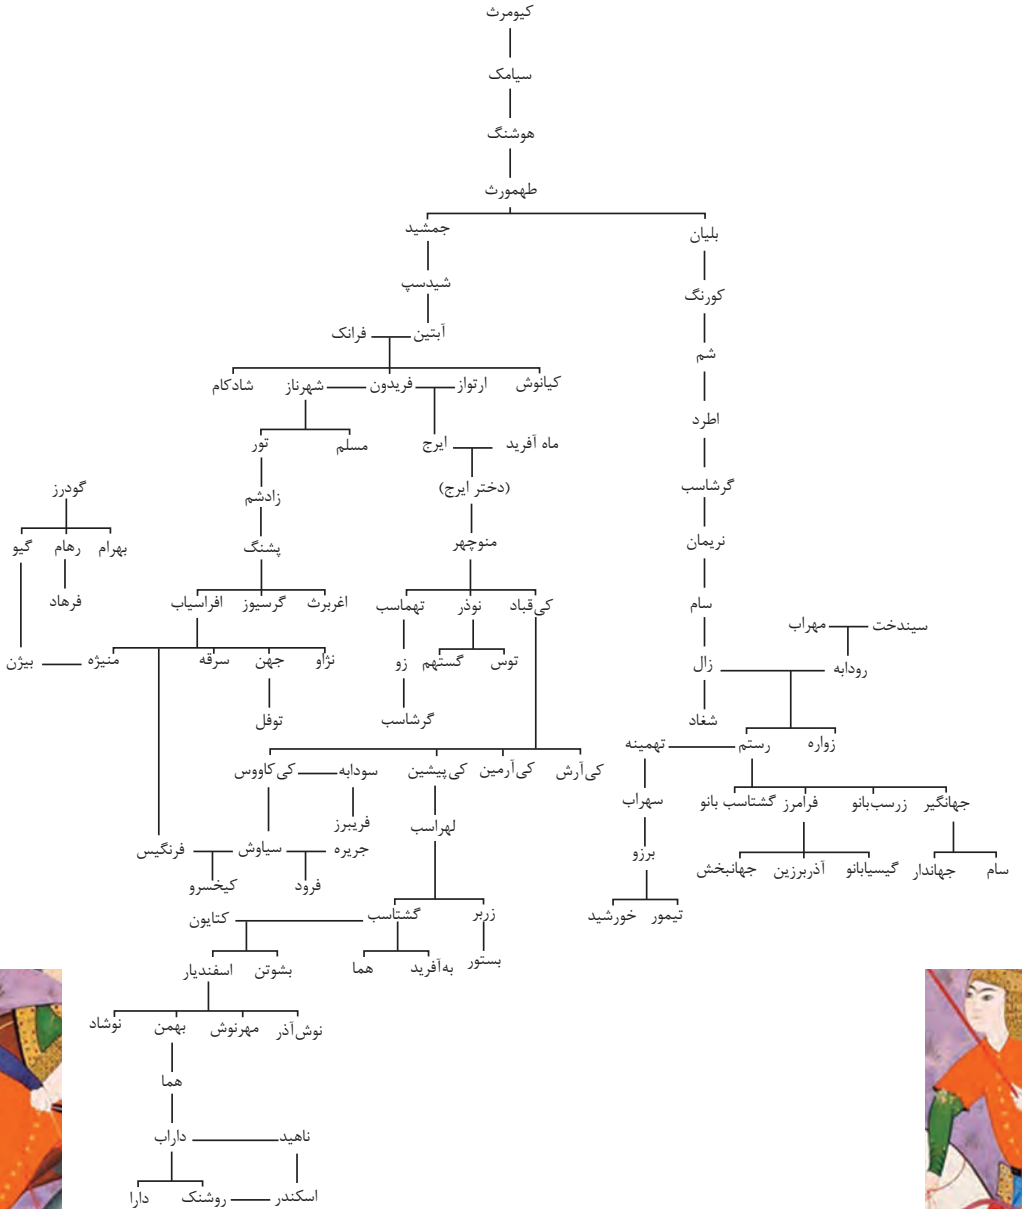 کیومرث
سیامک
هوشنگ
طهمورث
جمشید
بلیان
شیدسپ
کورنگ
آبتین
فرانک
شم
کیانوش
ارتواز
فریدون
شهرناز
شادکام
اطرد
ماه آفرید
ایرج
مسلم
تور
گرشاسب
(دختر ایرج)
زادشم
گودرز
نریمان
منوچهر
پشنگ
بهرام
رهام
گیو
سام
کی‌قباد
نوذر
تهماسب
اغریرث
گرسیوز
افراسیاب
فرهاد
سیندخت
مهراب
رودابه
زال
توس
گستهم
زو
نژاو
جهن
سرقه
منیژه
بیژن
شغاد
گرشاسب
توفل
زواره
رستم
تهمینه
کی‌آرش
کی‌آرمین
کی‌پیشین
سودابه
کی‌کاووس
جهانگیر
زرسب‌بانو
فرامرز
گشتاسب بانو
سهراب
لهراسب
فریبرز
برزو
جریره
سیاوش
فرنگیس
سام
جهاندار
گیسیابانو
آذربرزین
جهانبخش
فرود
کیخسرو
تیمور
خورشید
زریر
گشتاسب
کتایون
بستور
به‌آفرید
هما
بشوتن
اسفندیار
نوش‌آذر
مهرنوش
بهمن
نوشاد
هما
ناهید
داراب
اسکندر
روشنک
دارا